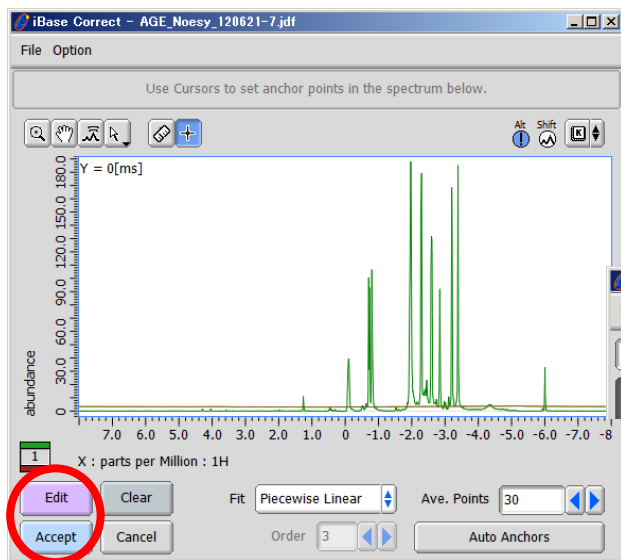 iBase Correct - AGE_Noesy_120621-7.jdf
File Option
Use Cursors to set anchor points in the spectrum below.
Alt Shift
K
Y = 0[ms]
180.0
150.0
120.0
90.0
60.0
30.0
0
abundance
7.0 6.0 5.0 4.0 3.0 2.0 1.0 0 -1.0 -2.0 -3.0 -4.0 -5.0 -6.0 -7.0 -8
1
X : parts per Million : 1H
Edit Clear Fit Piecewise Linear Ave. Points 30
Accept Cancel Order 3 Auto Anchors